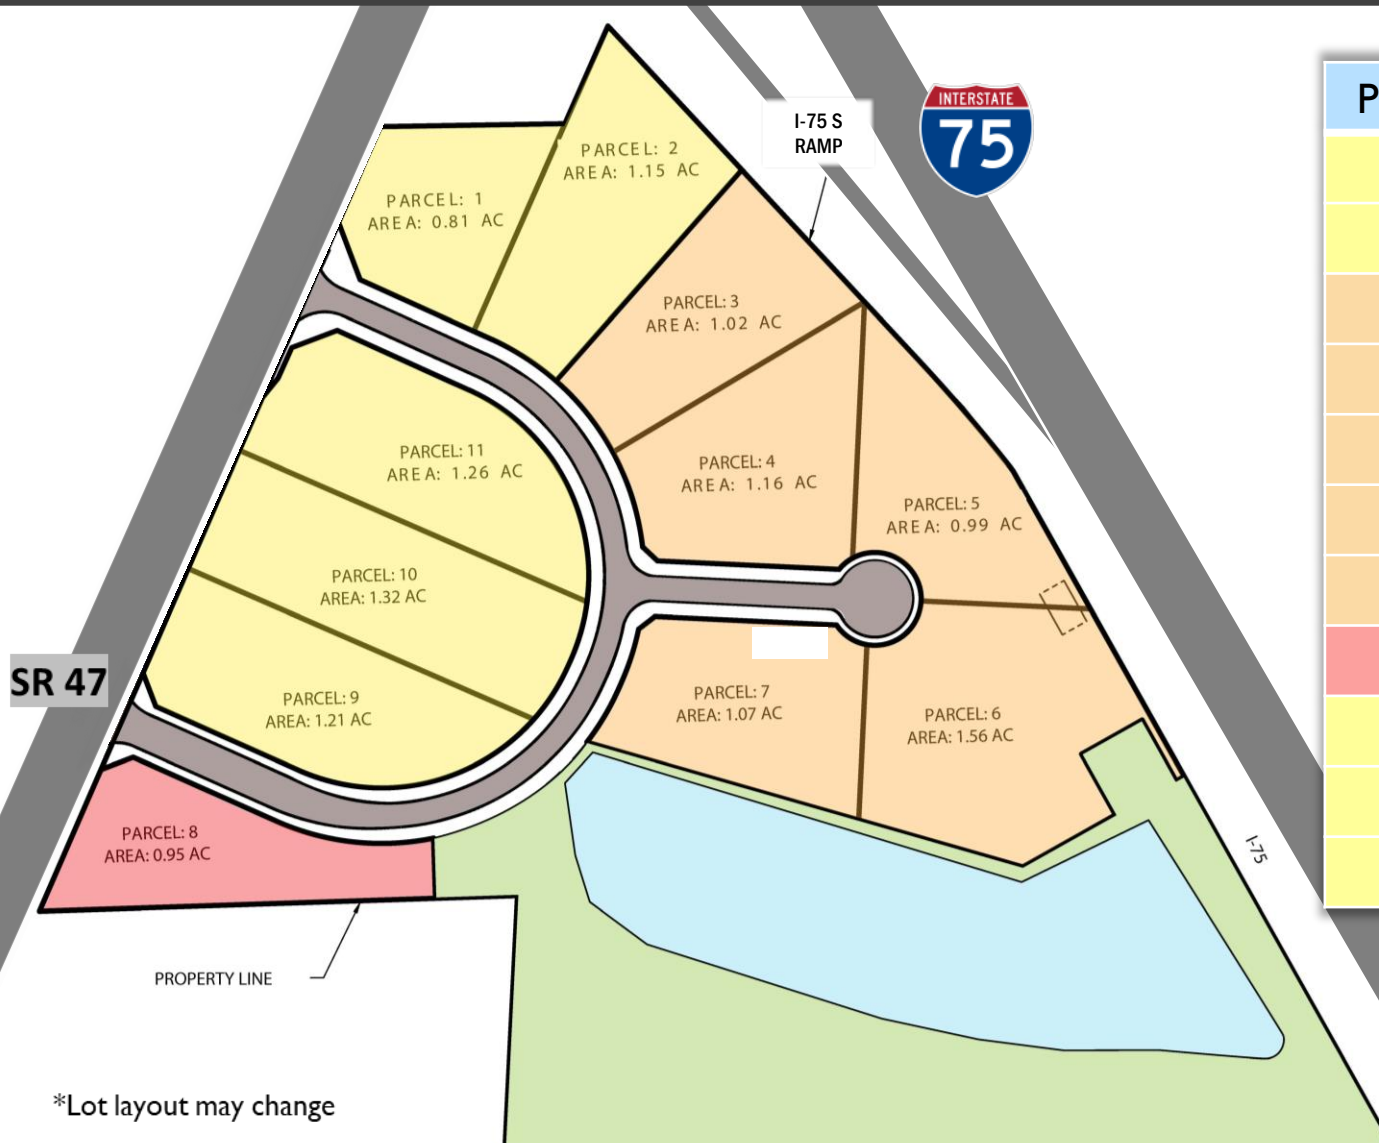 I-75 S
RAMP
INTERSTATE
75
P
PARCEL: 1
AREA: 0.81 AC
PARCEL: 2
AREA: 1.15 AC
PARCEL: 3
AREA: 1.02 AC
PARCEL: 4
AREA: 1.16 AC
PARCEL: 5
AREA: 0.99 AC
PARCEL: 11
AREA: 1.26 AC
PARCEL: 10
AREA: 1.32 AC
PARCEL: 9
AREA: 1.21 AC
SR 47
PARCEL: 7
AREA: 1.07 AC
PARCEL: 6
AREA: 1.56 AC
PARCEL: 8
AREA: 0.95 AC
I-75
PROPERTY LINE
*Lot layout may change